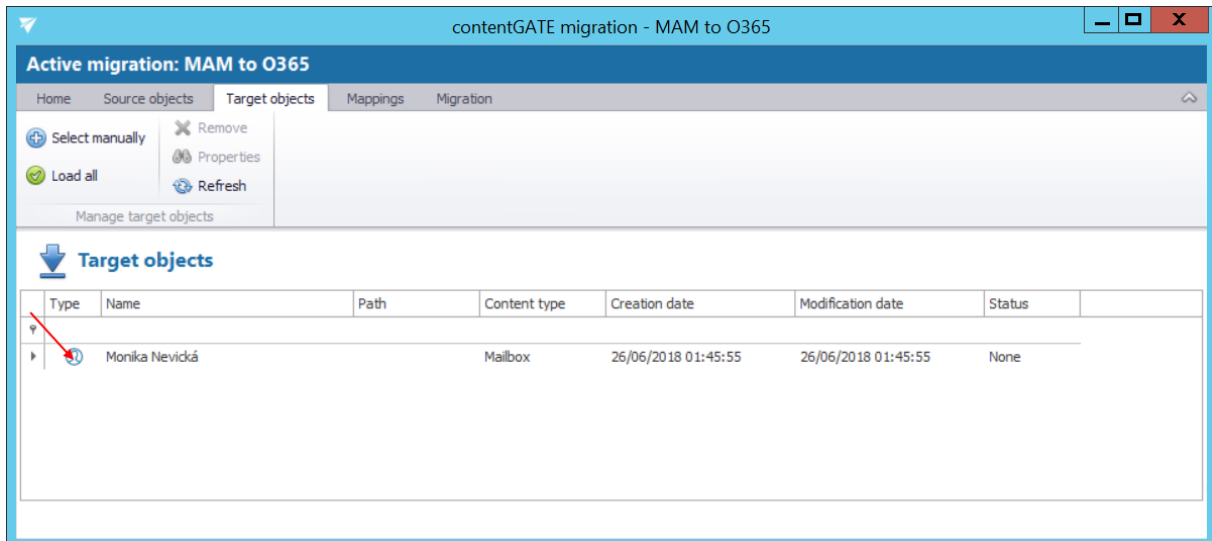 contentGATE migration - MAM to O365
Active migration: MAM to O365
Home Source objects Target objects Mappings Migration
Select manually
Load all
Remove
Properties
Refresh
Manage target objects
Target objects
Type Name Path Content type Creation date Modification date Status
Monika Nevická Mailbox 26/06/2018 01:45:55 26/06/2018 01:45:55 None